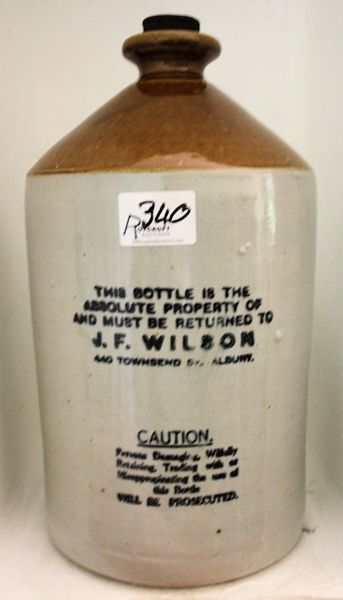 340
THIS BOTTLE IS THE
ABSOLUTE PROPERTY OF
AND MUST BE RETURNED TO
J. F. WILSON
440 TOWNSEND ST. ALBURY.
CAUTION.
Persons Damaging, Wilfully
Retaining, Trading with or
Misappropriating the use of
this Bottle
WILL BE PROSECUTED.